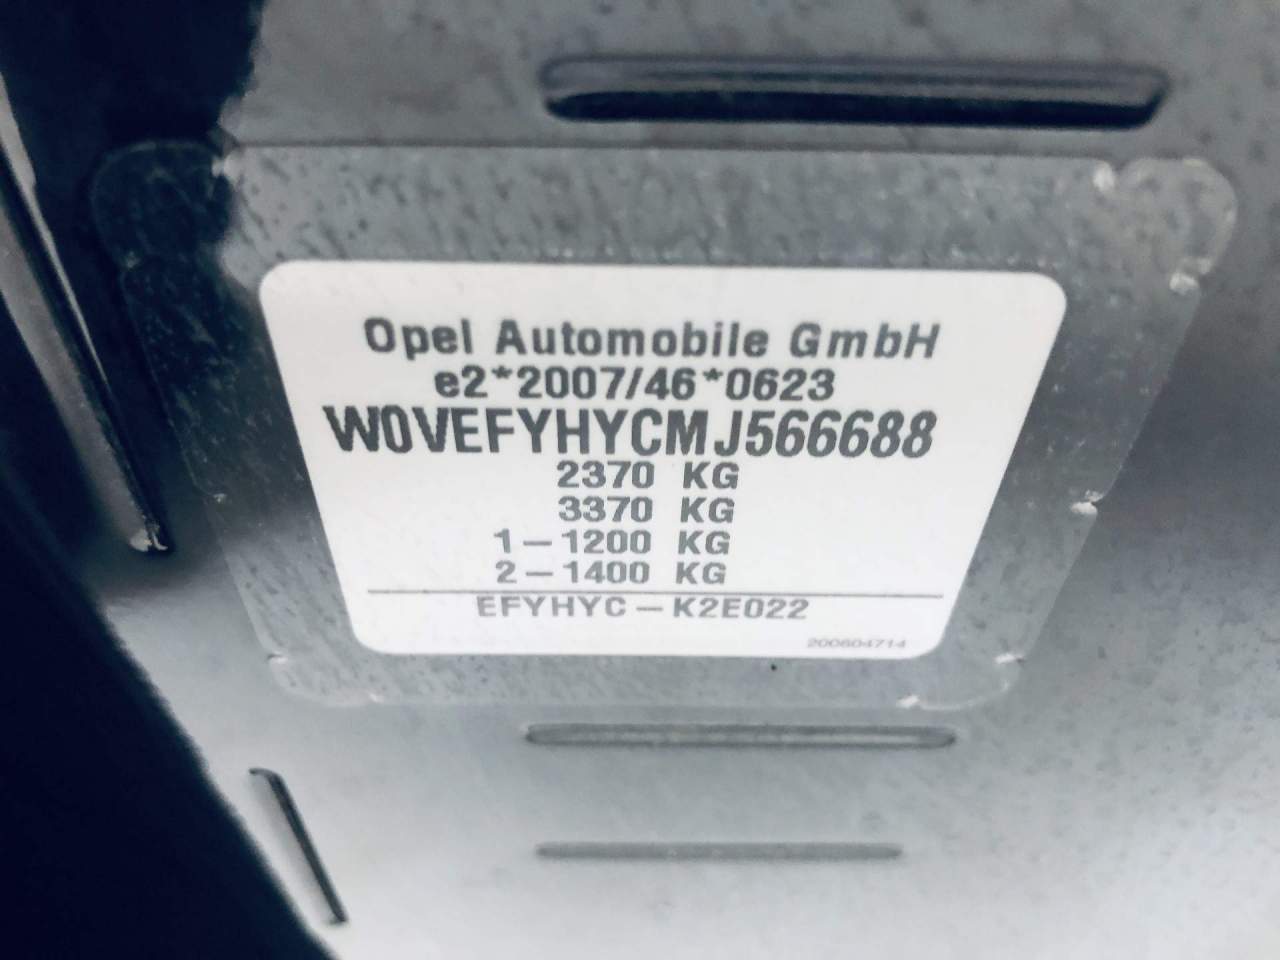 Opel Automobile GmbH
e2*2007/46*0623
W0VEFYHYCMJ566688
2370 KG
3370 KG
1-1200 KG
2-1400 KG
EFYHYC-K2E022
200604714